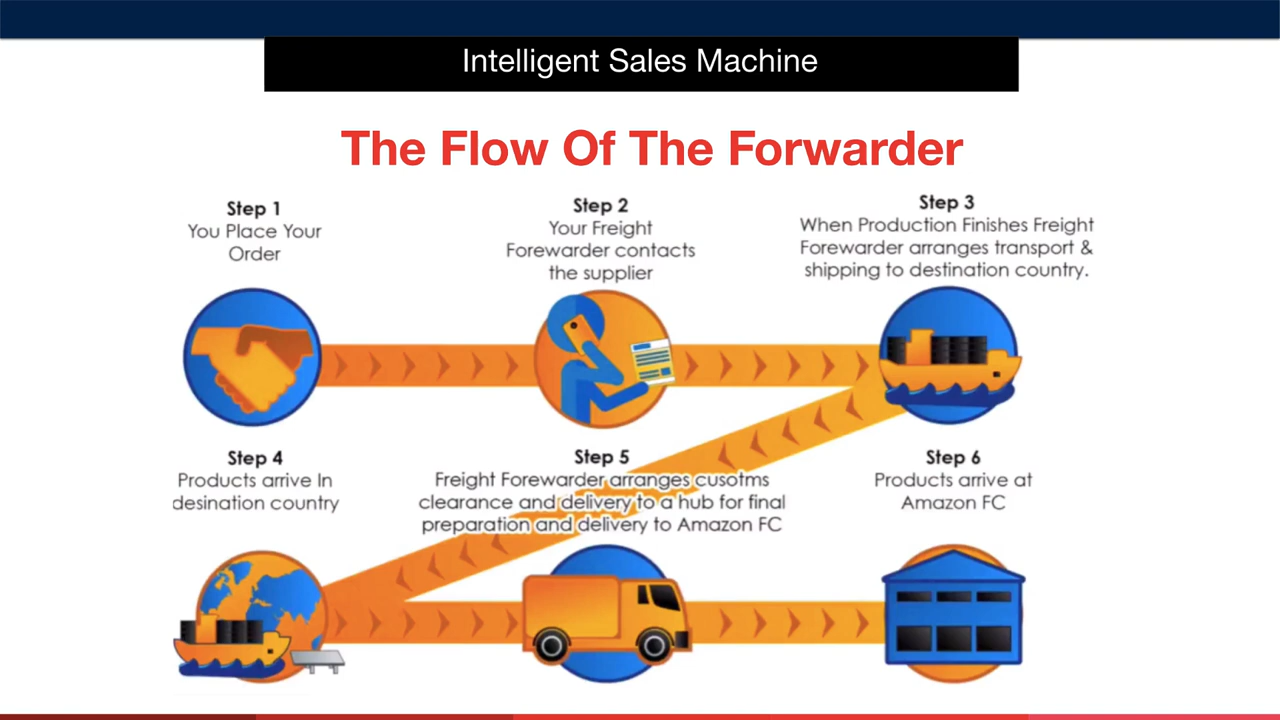 Intelligent Sales Machine
The Flow Of The Forwarder
Step 1
You Place Your
Order
Step 2
Your Freight
Forewarder contacts
the supplier
Step 3
When Production Finishes Freight
Forewarder arranges transport &
shipping to destination country.
Step 4
Products arrive In
desination country
Step 5
Freight Forewarder arranges cusotms
clearance and delivery to a hub for final
preparation and delivery to Amazon FC
Step 6
Products arrive at
Amazon FC